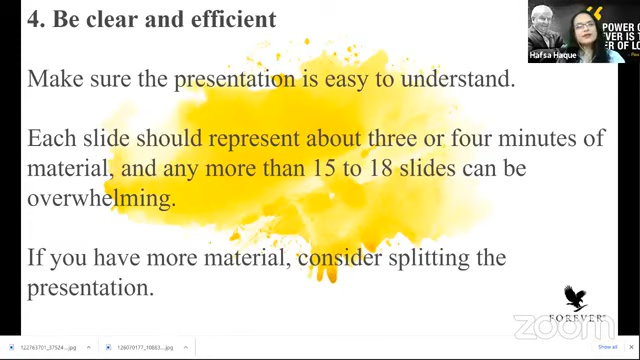 4. Be clear and efficient
POWER O
VER IS T
ER OF LO
Hafsa Haque
Make sure the presentation is easy to understand.
Each slide should represent about three or four minutes of
material, and any more than 15 to 18 slides can be
overwhelming.
If you have more material, consider splitting the
presentation.
FOREVER
zoom
Show all